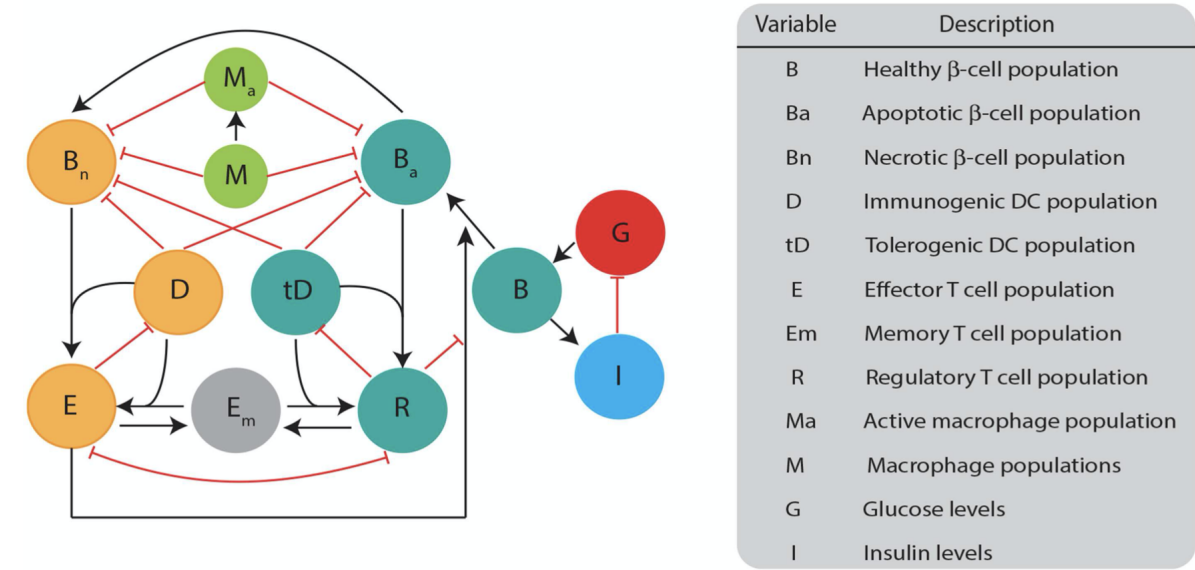 Ma
Bn
M
Ba
G
D
tD
B
I
E
Em
R
Variable Description
B Healthy β-cell population
Ba Apoptotic β-cell population
Bn Necrotic β-cell population
D Immunogenic DC population
tD Tolerogenic DC population
E Effector T cell population
Em Memory T cell population
R Regulatory T cell population
Ma Active macrophage population
M Macrophage populations
G Glucose levels
I Insulin levels